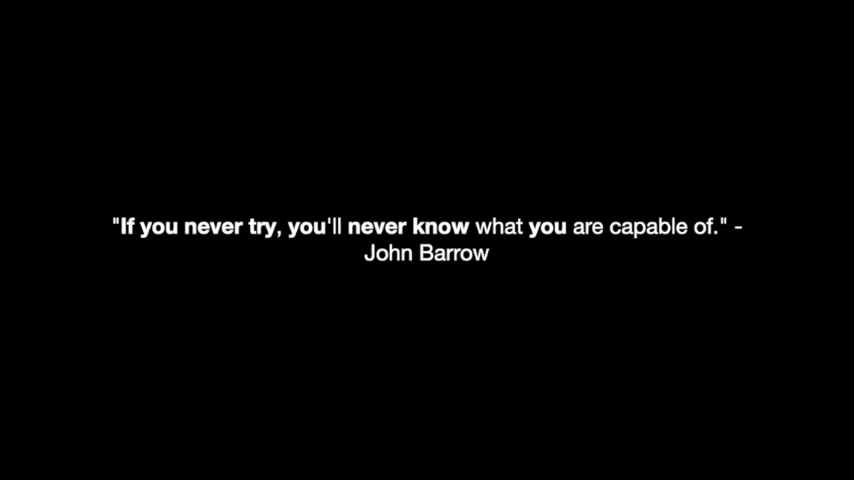 "If you never try, you'll never know what you are capable of." -
John Barrow